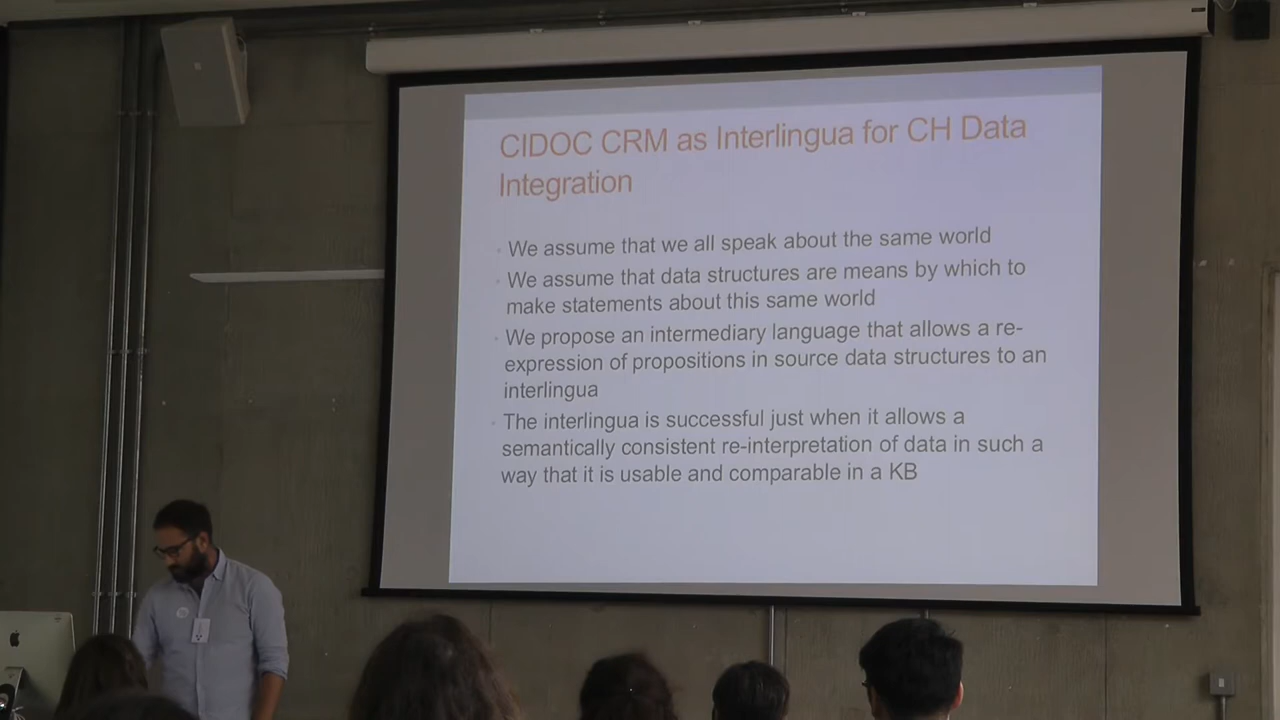 CIDOC CRM as Interlingua for CH Data
Integration
We assume that we all speak about the same world
We assume that data structures are means by which to
make statements about this same world
We propose an intermediary language that allows a re-
expression of propositions in source data structures to an
interlingua
The interlingua is successful just when it allows a
semantically consistent re-interpretation of data in such a
way that it is usable and comparable in a KB